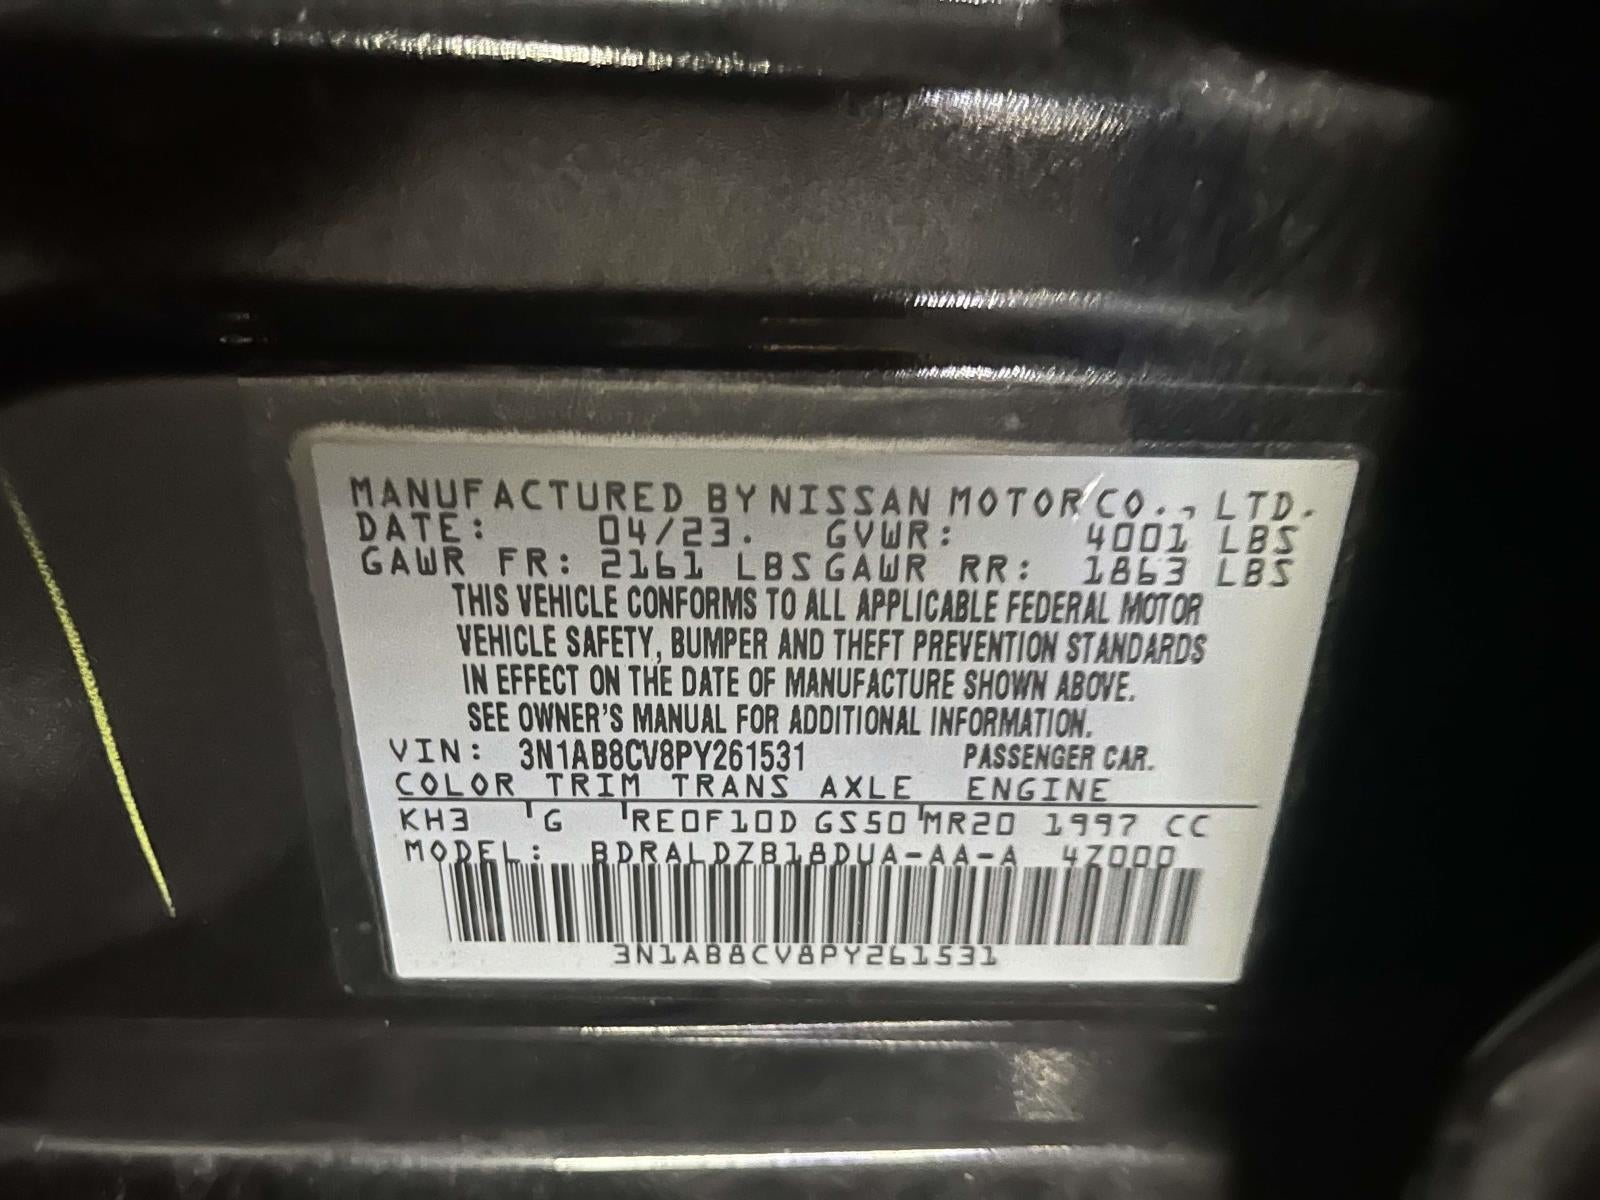 MANUFACTURED BY NISSAN MOTOR CO., LTD.
DATE: 04/23. GVWR: 4001 LBS
GAWR FR: 2161 LBS GAWR RR: 1863 LBS
THIS VEHICLE CONFORMS TO ALL APPLICABLE FEDERAL MOTOR
VEHICLE SAFETY, BUMPER AND THEFT PREVENTION STANDARDS
IN EFFECT ON THE DATE OF MANUFACTURE SHOWN ABOVE.
SEE OWNER'S MANUAL FOR ADDITIONAL INFORMATION.
VIN: 3N1AB8CV8PY261531 PASSENGER CAR.
COLOR TRIM TRANS AXLE ENGINE
KH3 G RE0F10D GS50 MR20 1997 CC
MODEL: BDRALDZB18DUA-AA-A 47000
3N1AB8CV8PY261531